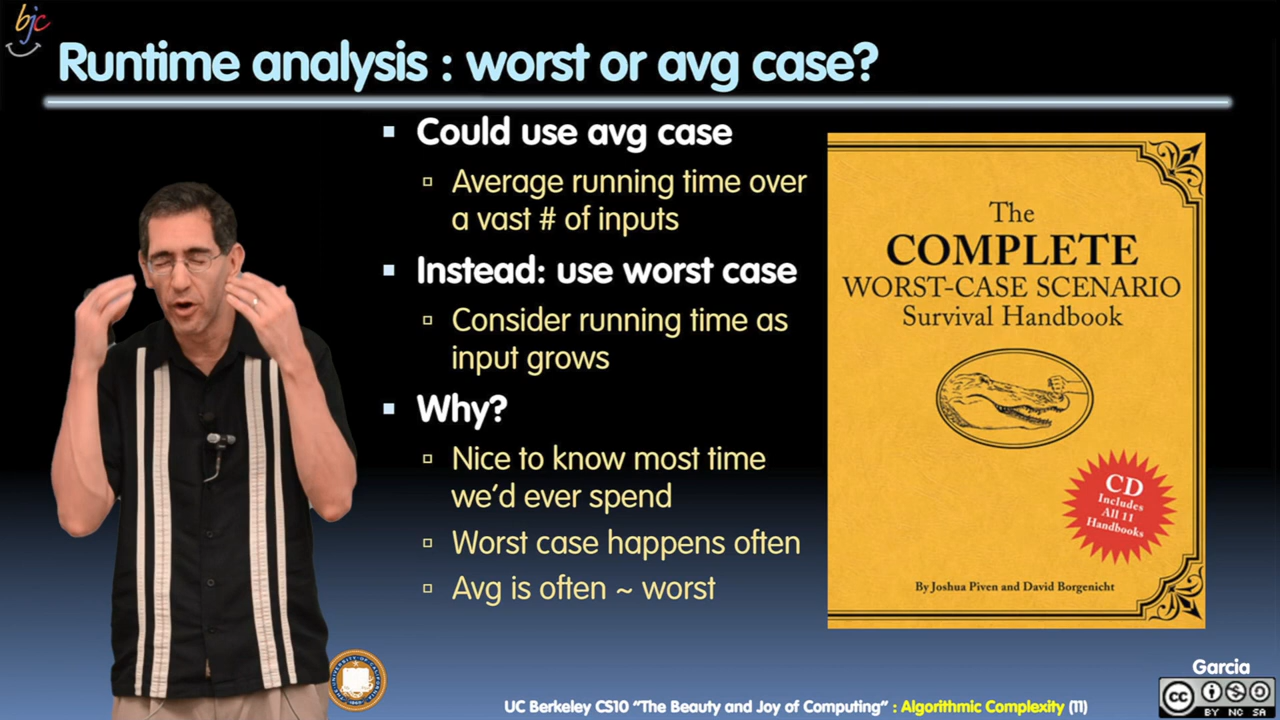 bjc
Runtime analysis : worst or avg case?
▪ Could use avg case
▫ Average running time over
a vast # of inputs
▪ Instead: use worst case
▫ Consider running time as
input grows
▪ Why?
▫ Nice to know most time
we'd ever spend
▫ Worst case happens often
▫ Avg is often ~ worst
The
COMPLETE
WORST-CASE SCENARIO
Survival Handbook
CD
Includes
All 11
Handbooks
By Joshua Piven and David Borgenicht
Garcia
UC Berkeley CS10 “The Beauty and Joy of Computing” : Algorithmic Complexity (11)
cc
BY NC SA